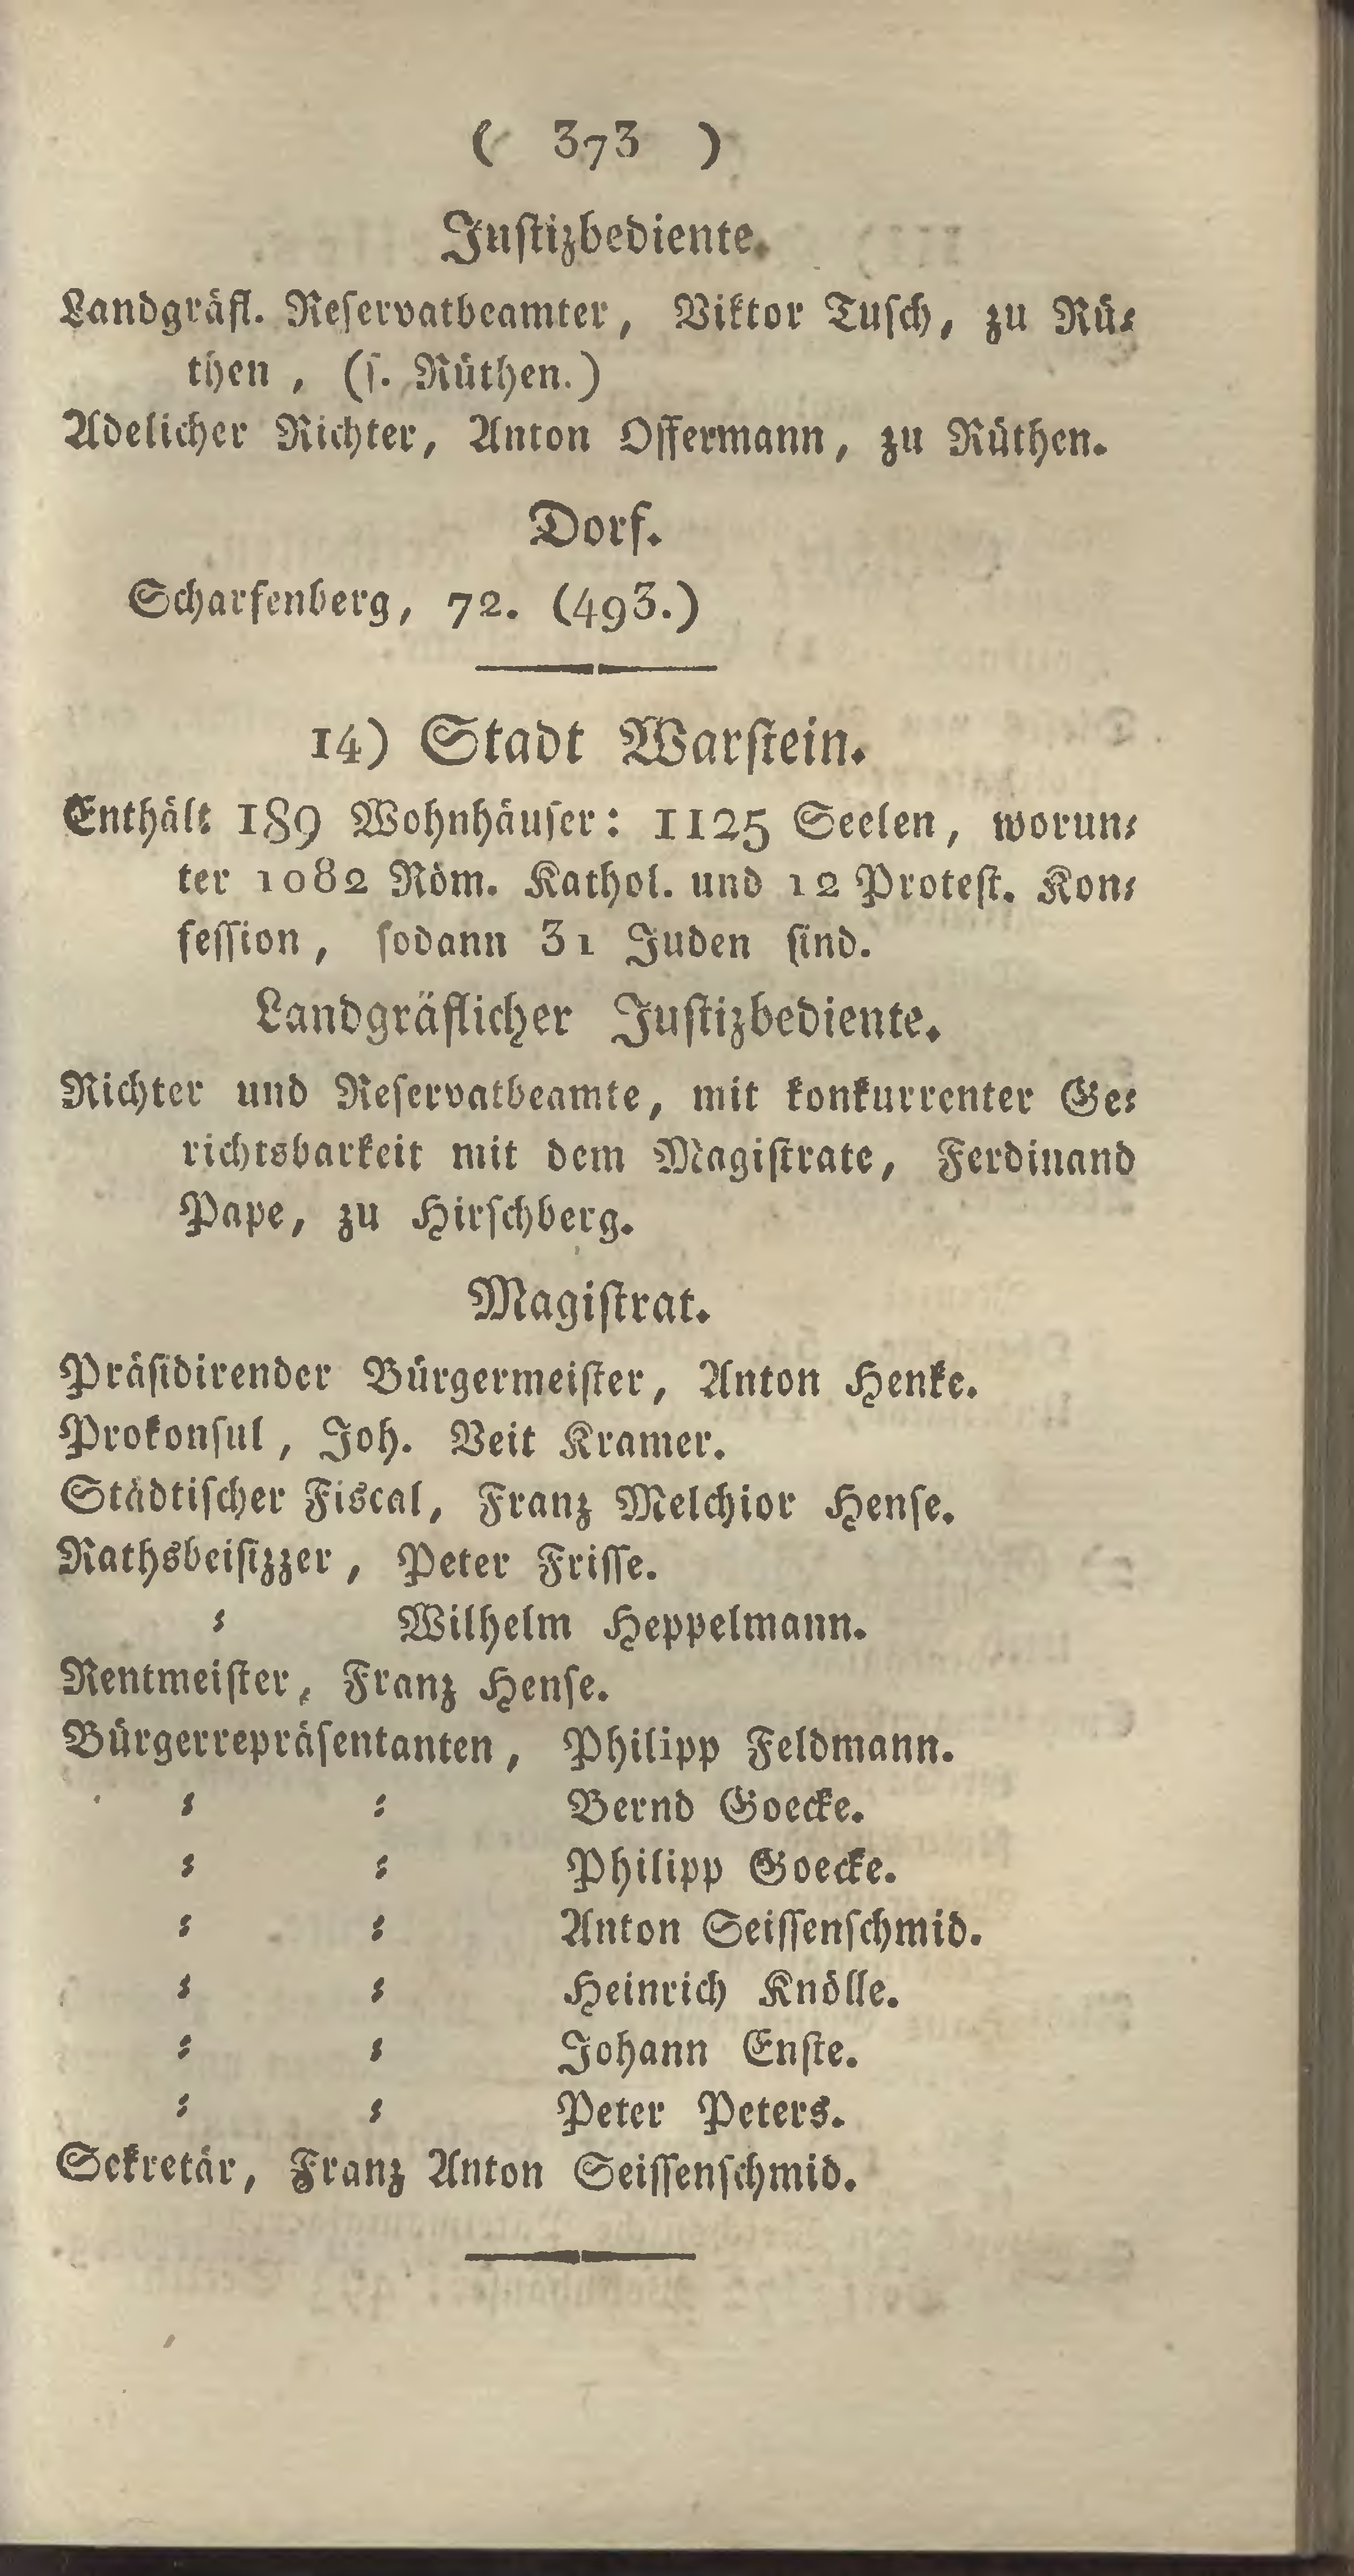 ( 373 )
Justizbediente.
Landgräfl. Reservatbeamter, Viktor Tusch, zu Rü⸗
then, (s. Rüthen.)
Adelicher Richter, Anton Offermann, zu Rüthen.
Dorf.
Scharfenberg, 72. (493.)
14) Stadt Warstein.
Enthält 189 Wohnhäuser: 1125 Seelen, worun⸗
ter 1082 Röm. Kathol. und 12 Protest. Kon⸗
fession, sodann 31 Juden sind.
Landgräflicher Justizbediente.
Richter und Reservatbeamte, mit konkurrenter Ge⸗
richtsbarkeit mit dem Magistrate, Ferdinand
Pape, zu Hirschberg.
Magistrat.
Präsidirender Bürgermeister, Anton Henke.
Prokonsul, Joh. Veit Kramer.
Städtischer Fiscal, Franz Melchior Hense.
Rathsbeisizzer, Peter Frisse.
⸗ Wilhelm Heppelmann.
Rentmeister, Franz Hense.
Bürgerrepräsentanten, Philipp Feldmann.
⸗ ⸗ Bernd Goecke.
⸗ ⸗ Philipp Goecke.
⸗ ⸗ Anton Seissenschmid.
⸗ ⸗ Heinrich Knölle.
⸗ ⸗ Johann Enste.
⸗ ⸗ Peter Peters.
Sekretär, Franz Anton Seissenschmid.